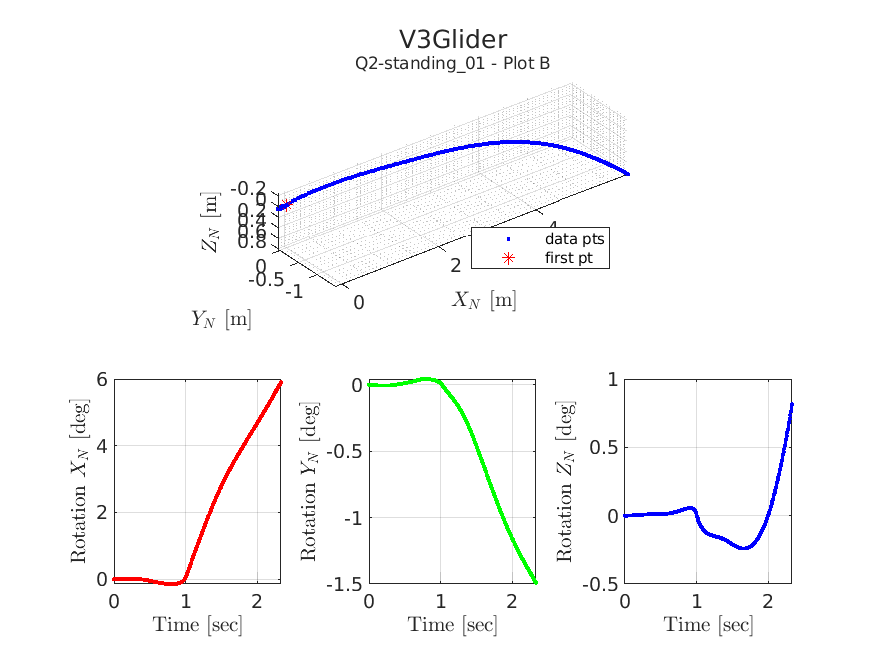 V3Glider
Q2-standing_01 - Plot B
-0.2
0
0.2
0.4
0.6
0.8
Z_N [m]
0
-0.5
-1
Y_N [m]
0
2
4
X_N [m]
data pts
first pt
6
4
2
0
Rotation X_N [deg]
0 1 2
Time [sec]
0
-0.5
-1
-1.5
Rotation Y_N [deg]
0 1 2
Time [sec]
1
0.5
0
-0.5
Rotation Z_N [deg]
0 1 2
Time [sec]